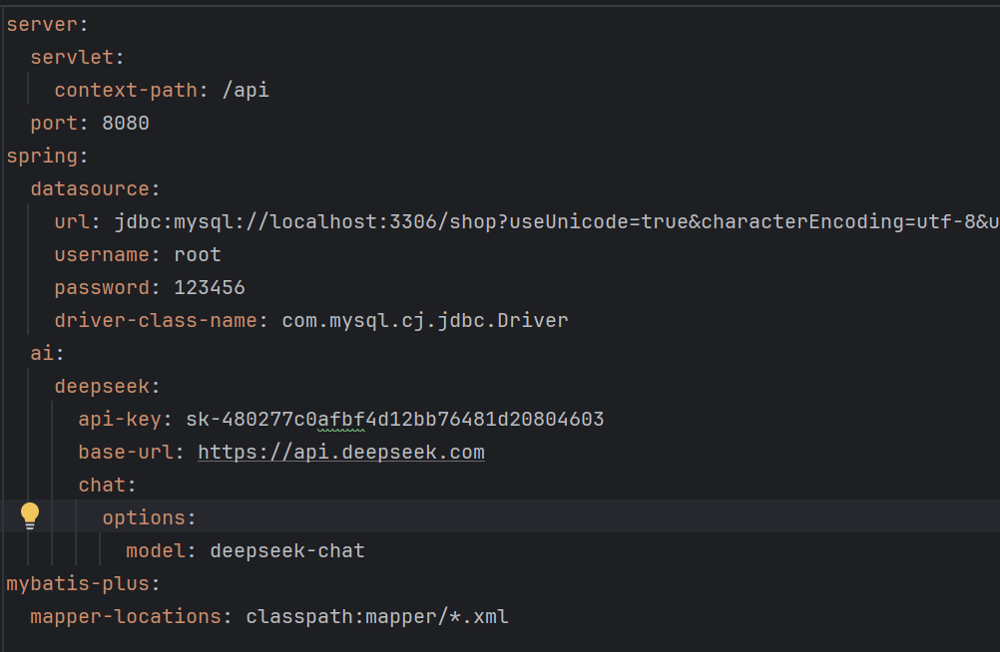 server:
servlet:
context-path: /api
port: 8080
spring:
datasource:
url: jdbc:mysql://localhost:3306/shop?useUnicode=true&characterEncoding=utf-8&u
username: root
password: 123456
driver-class-name: com.mysql.cj.jdbc.Driver
ai:
deepseek:
api-key: sk-480277c0afbf4d12bb76481d20804603
base-url: https://api.deepseek.com
chat:
options:
model: deepseek-chat
mybatis-plus:
mapper-locations: classpath:mapper/*.xml